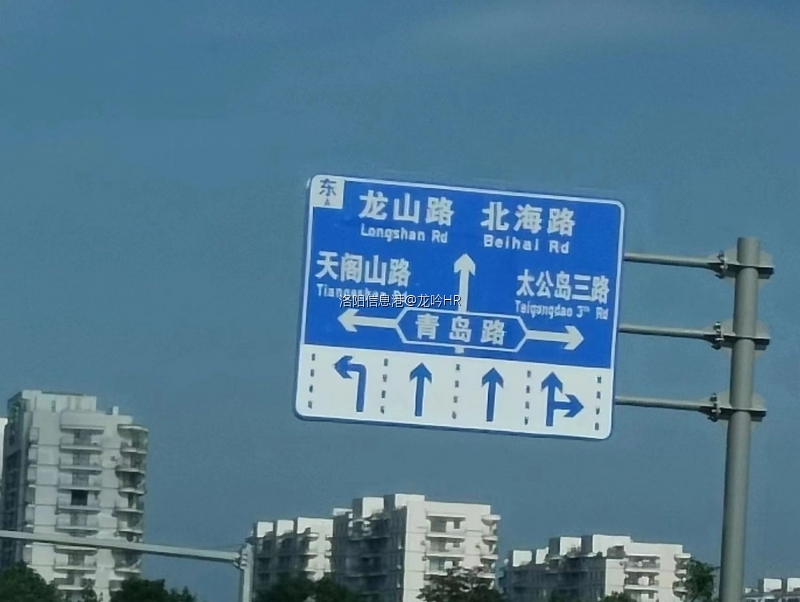 东
龙山路 北海路
Longshan Rd Beihai Rd
天阁山路 太公岛三路
Taigongdao 3rd Rd
洛阳信息港@龙吟HR
青岛路